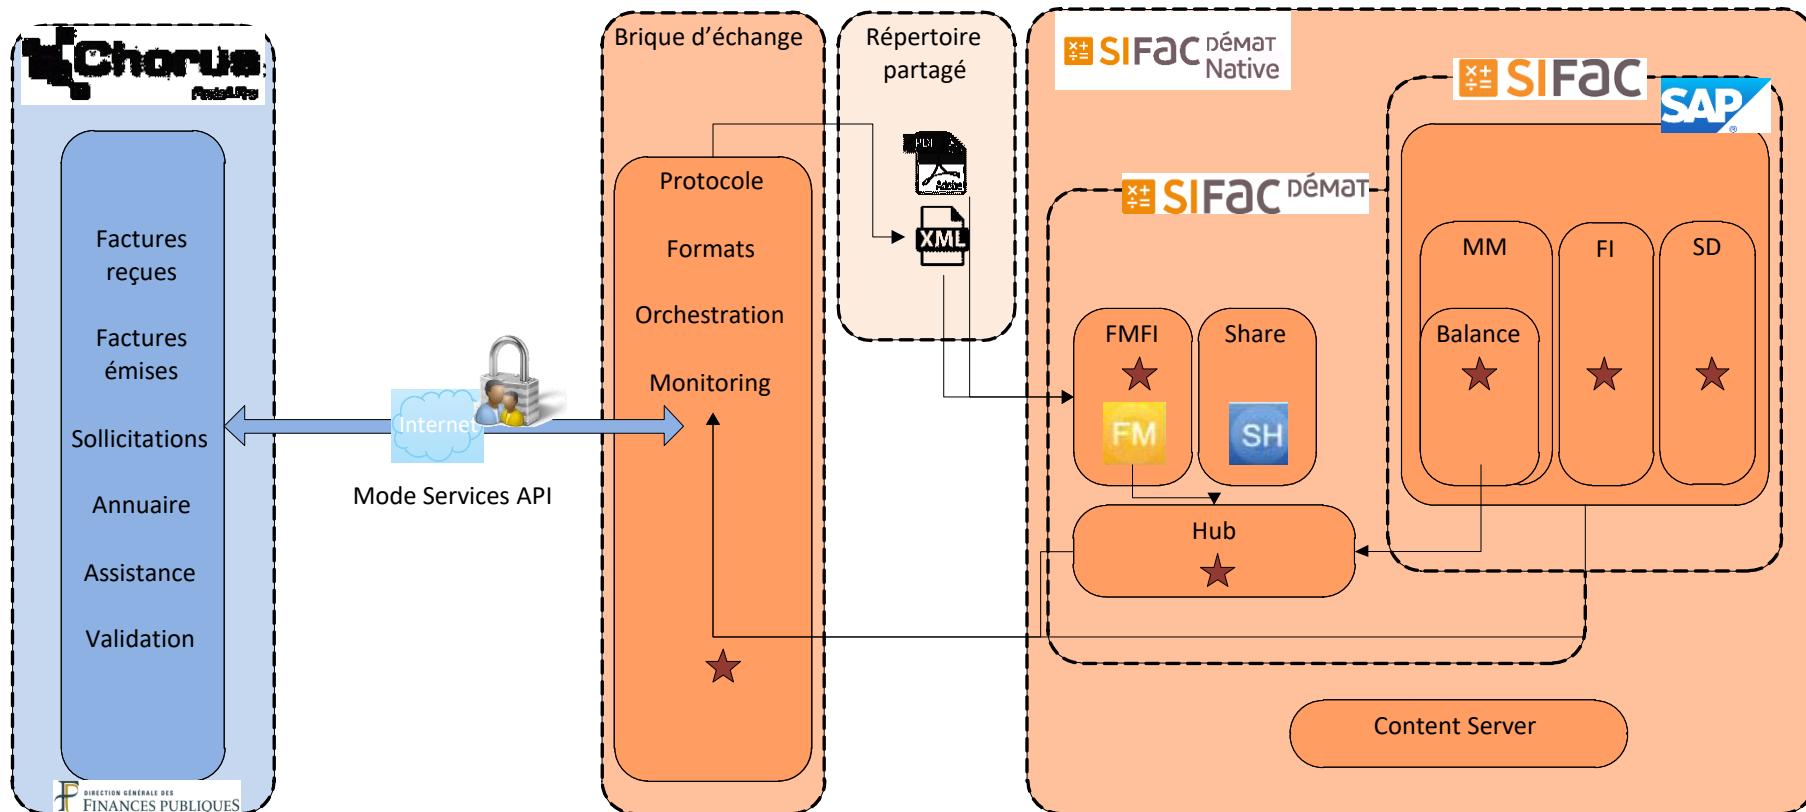 Chorus
Factures
reçues
Factures
émises
Sollicitations
Annuaire
Assistance
Validation
DIRECTION GÉNÉRALE DES
FINANCES PUBLIQUES
Internet
Mode Services API
Brique d'échange
Protocole
Formats
Orchestration
Monitoring
Répertoire
partagé
PDF
Adobe
XML
SIFac Démat
Native
SIFac
SAP
®
SIFac Démat
FMFI
FM
Share
SH
Hub
MM
Balance
FI
SD
Content Server